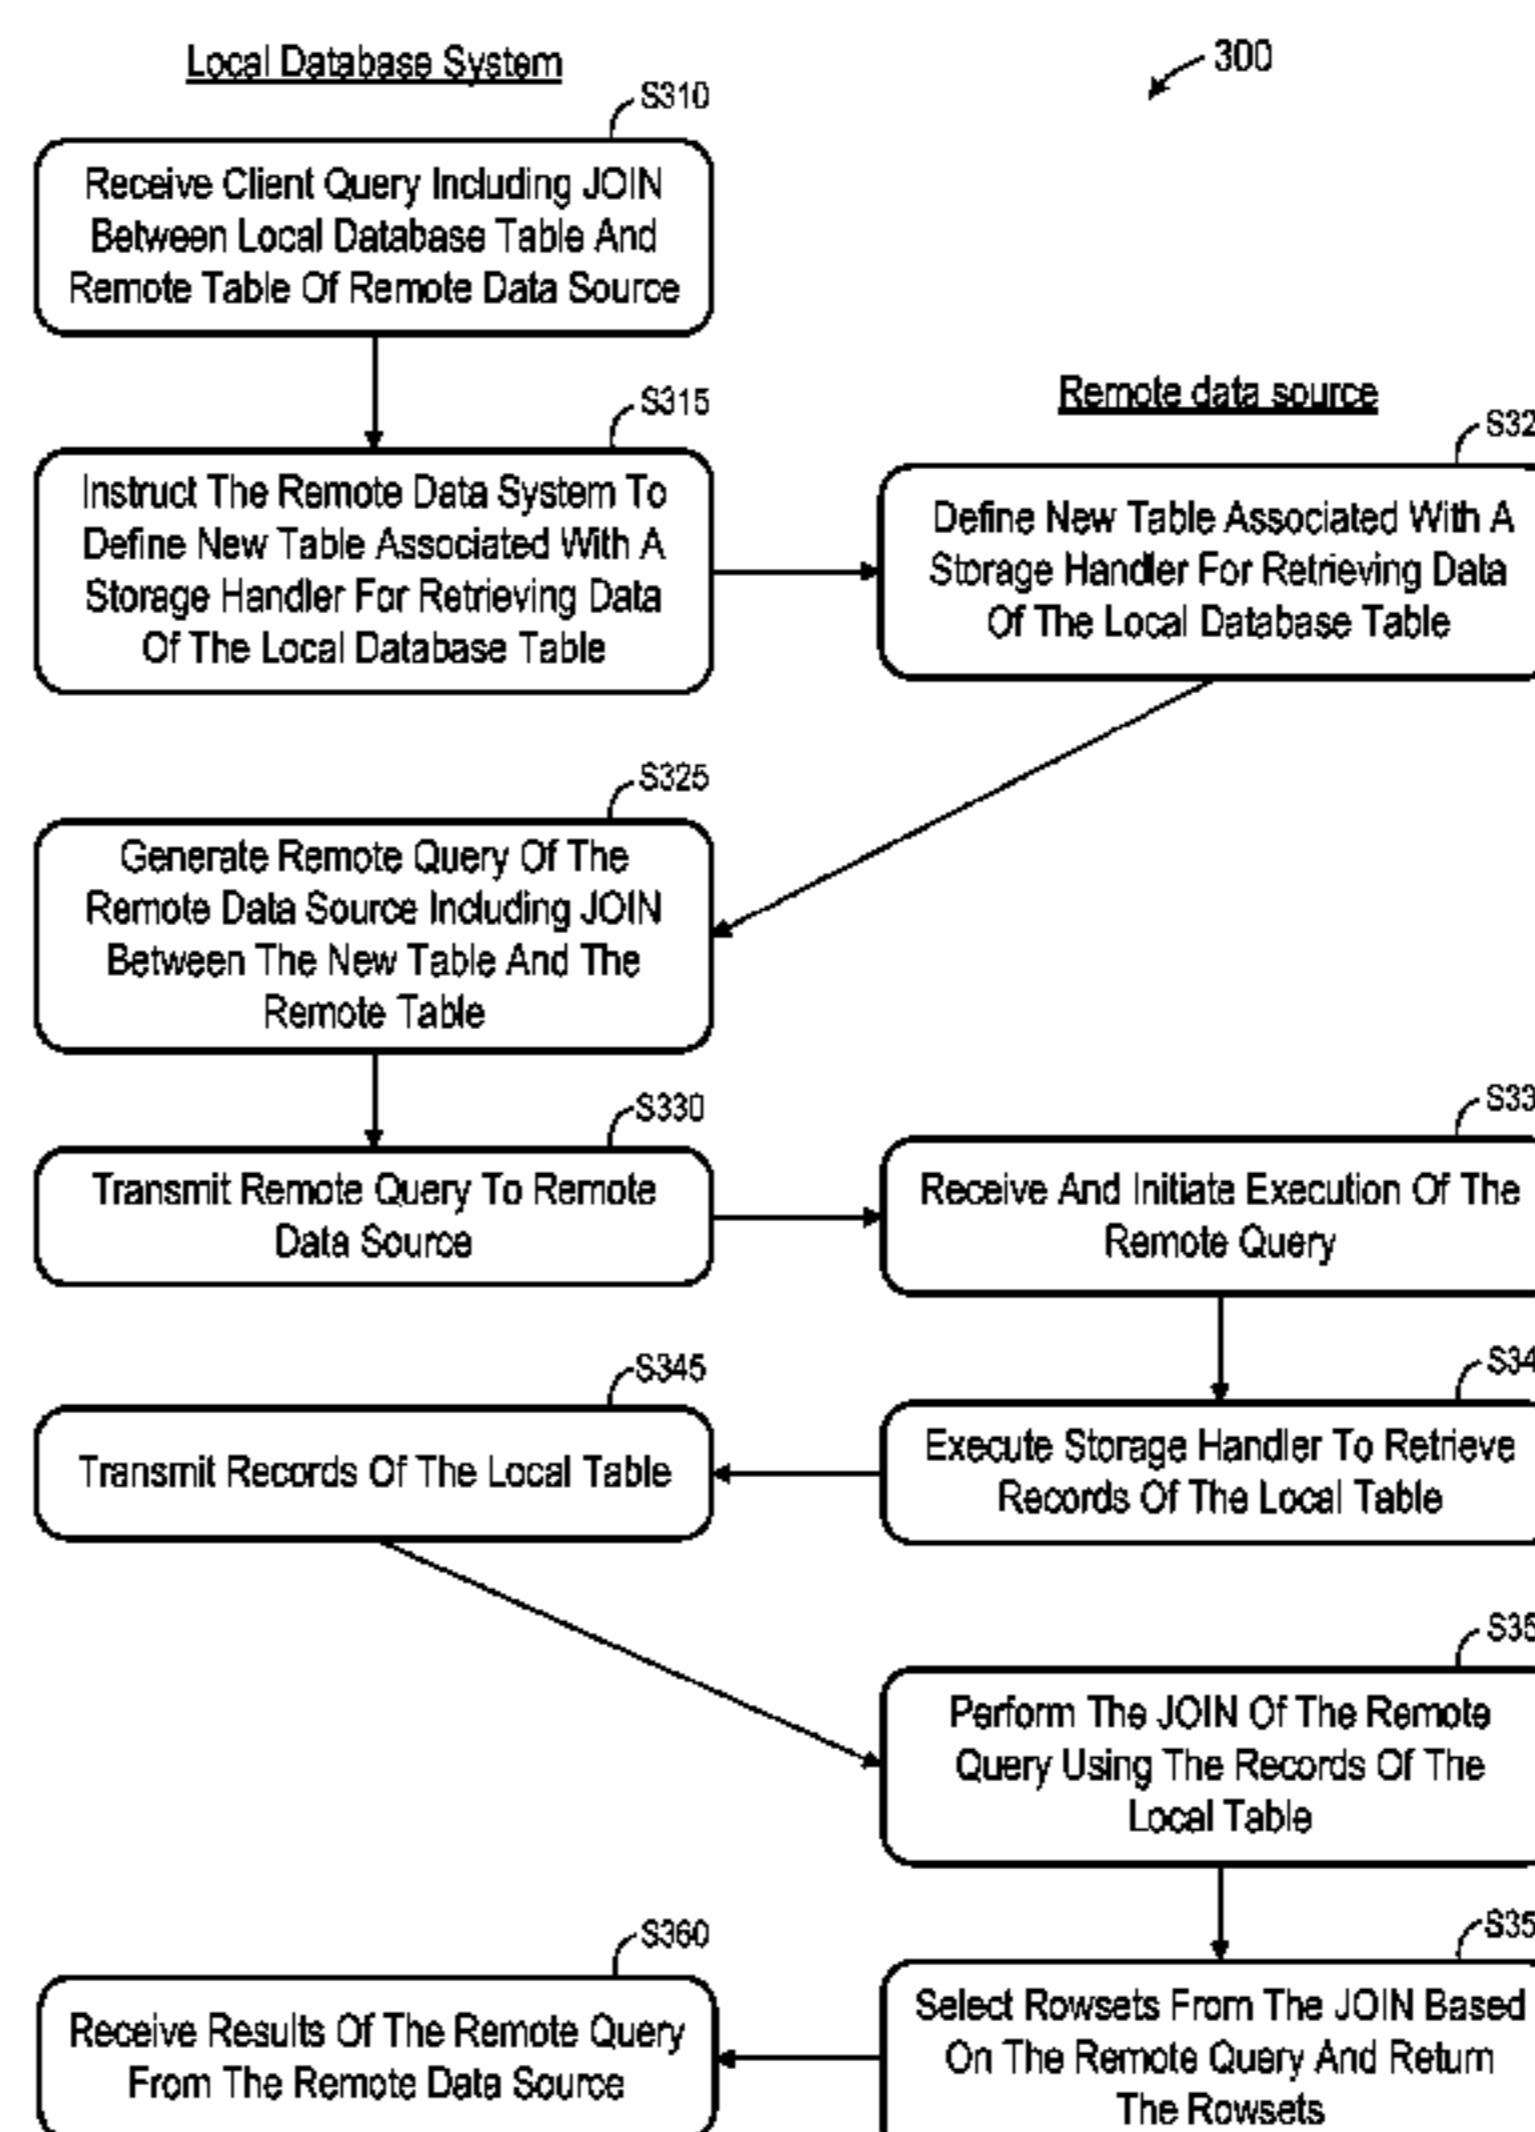 Local Database System
300
S310
Receive Client Query Including JOIN
Between Local Database Table And
Remote Table Of Remote Data Source
S315
Instruct The Remote Data System To
Define New Table Associated With A
Storage Handler For Retrieving Data
Of The Local Database Table
Remote data source
S32
Define New Table Associated With A
Storage Handler For Retrieving Data
Of The Local Database Table
S325
Generate Remote Query Of The
Remote Data Source Including JOIN
Between The New Table And The
Remote Table
S330
Transmit Remote Query To Remote
Data Source
S33
Receive And Initiate Execution Of The
Remote Query
S345
Transmit Records Of The Local Table
S34
Execute Storage Handler To Retrieve
Records Of The Local Table
S35
Perform The JOIN Of The Remote
Query Using The Records Of The
Local Table
S35
Select Rowsets From The JOIN Based
On The Remote Query And Return
The Rowsets
S360
Receive Results Of The Remote Query
From The Remote Data Source